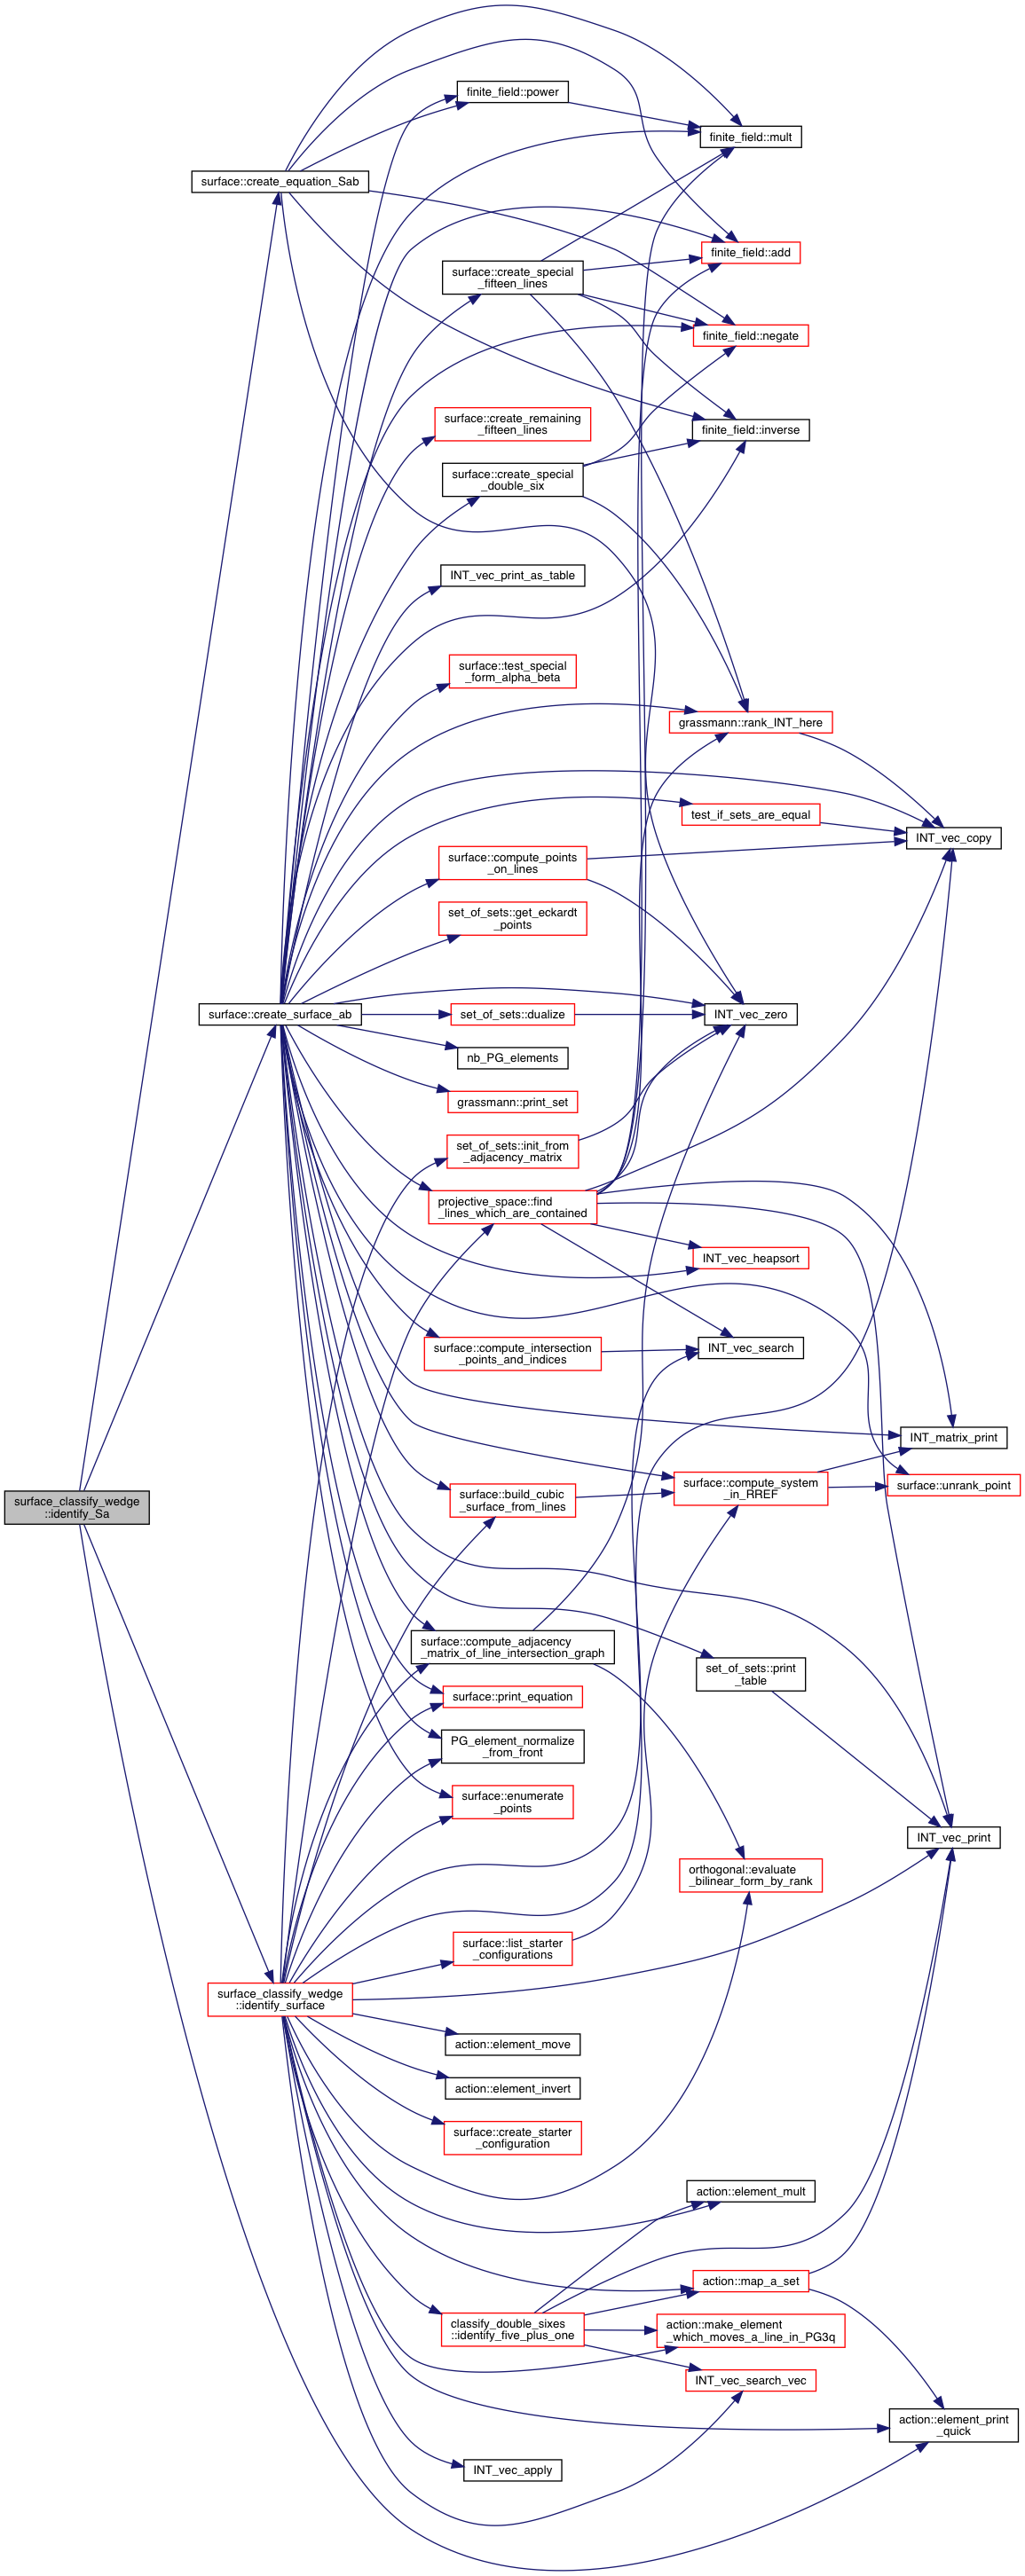 finite_field::power
finite_field::mult
surface::create_equation_Sab
finite_field::add
surface::create_special
_fifteen_lines
finite_field::negate
surface::create_remaining
_fifteen_lines
finite_field::inverse
surface::create_special
_double_six
INT_vec_print_as_table
surface::test_special
_form_alpha_beta
grassmann::rank_INT_here
test_if_sets_are_equal
INT_vec_copy
surface::compute_points
_on_lines
set_of_sets::get_eckardt
_points
surface::create_surface_ab
set_of_sets::dualize
INT_vec_zero
nb_PG_elements
grassmann::print_set
set_of_sets::init_from
_adjacency_matrix
projective_space::find
_lines_which_are_contained
INT_vec_heapsort
surface::compute_intersection
_points_and_indices
INT_vec_search
INT_matrix_print
surface::compute_system
_in_RREF
surface::unrank_point
surface_classify_wedge
::identify_Sa
surface::build_cubic
_surface_from_lines
surface::compute_adjacency
_matrix_of_line_intersection_graph
set_of_sets::print
_table
surface::print_equation
PG_element_normalize
_from_front
surface::enumerate
_points
INT_vec_print
orthogonal::evaluate
_bilinear_form_by_rank
surface::list_starter
_configurations
surface_classify_wedge
::identify_surface
action::element_move
action::element_invert
surface::create_starter
_configuration
action::element_mult
action::map_a_set
classify_double_sixes
::identify_five_plus_one
action::make_element
_which_moves_a_line_in_PG3q
INT_vec_search_vec
action::element_print
_quick
INT_vec_apply